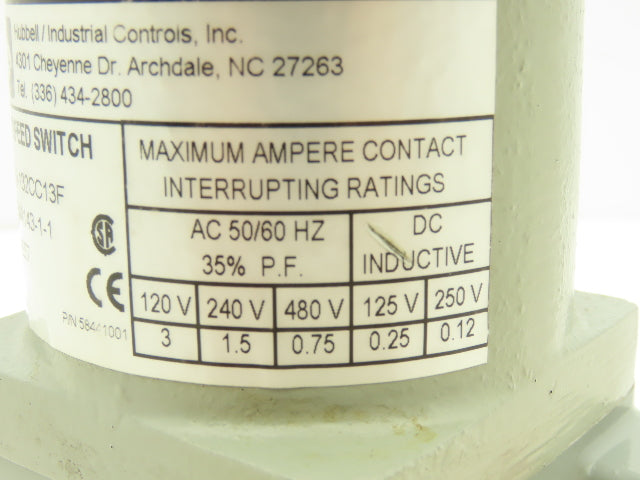 Hubbell / Industrial Controls, Inc.
4301 Cheyenne Dr. Archdale, NC 27263
Tel. (336) 434-2800
SWITCH
MAXIMUM AMPERE CONTACT
INTERRUPTING RATINGS
AC 50/60 HZ
35% P.F.
DC
INDUCTIVE
120 V 240 V 480 V 125 V 250 V
3 1.5 0.75 0.25 0.12
CE
P/N 58441001